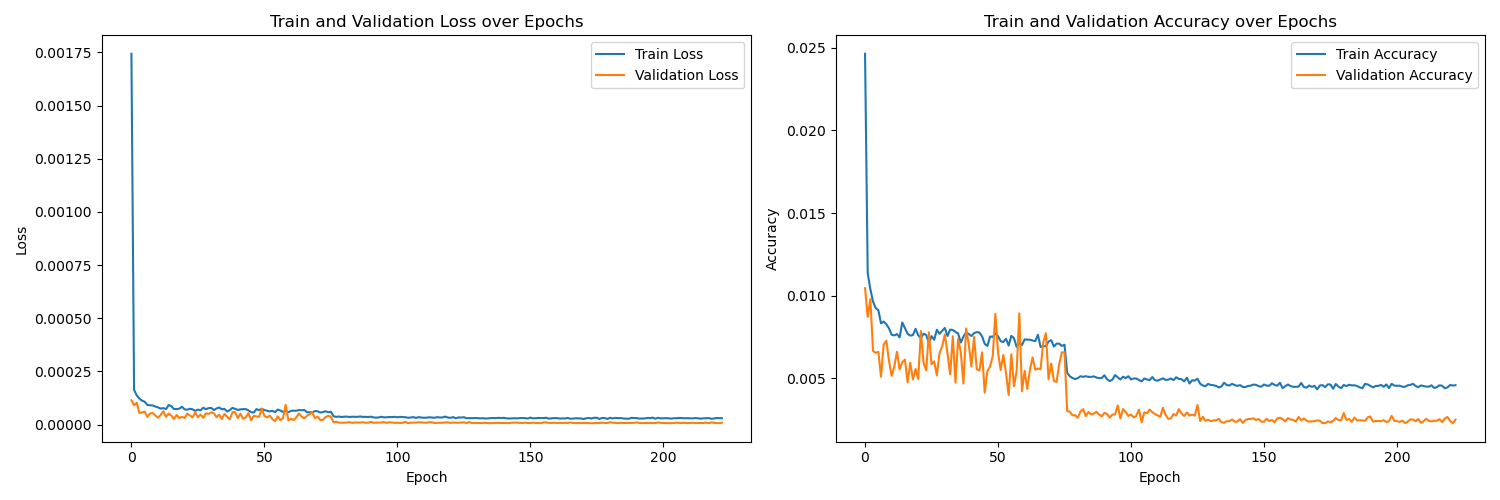 Train and Validation Loss over Epochs
Train Loss
Validation Loss
0.00175
0.00150
0.00125
0.00100
0.00075
0.00050
0.00025
0.00000
Loss
0
50
100
150
200
Epoch
Train and Validation Accuracy over Epochs
Train Accuracy
Validation Accuracy
0.025
0.020
0.015
0.010
0.005
Accuracy
0
50
100
150
200
Epoch